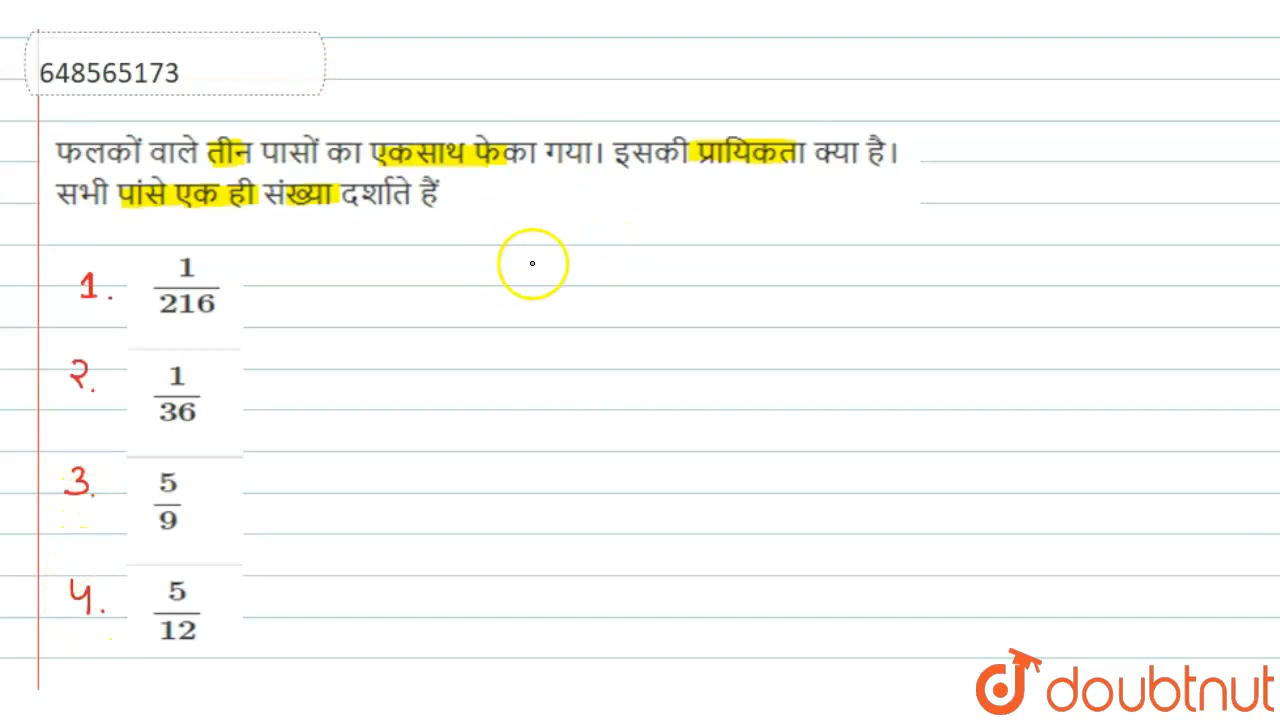 648565173
फलकों वाले तीन पासों का एकसाथ फेका गया। इसकी प्रायिकता क्या है।
सभी पांसे एक ही संख्या दर्शाते हैं
1. 1/216
२. 1/36
3. 5/9
4. 5/12
doubtnut